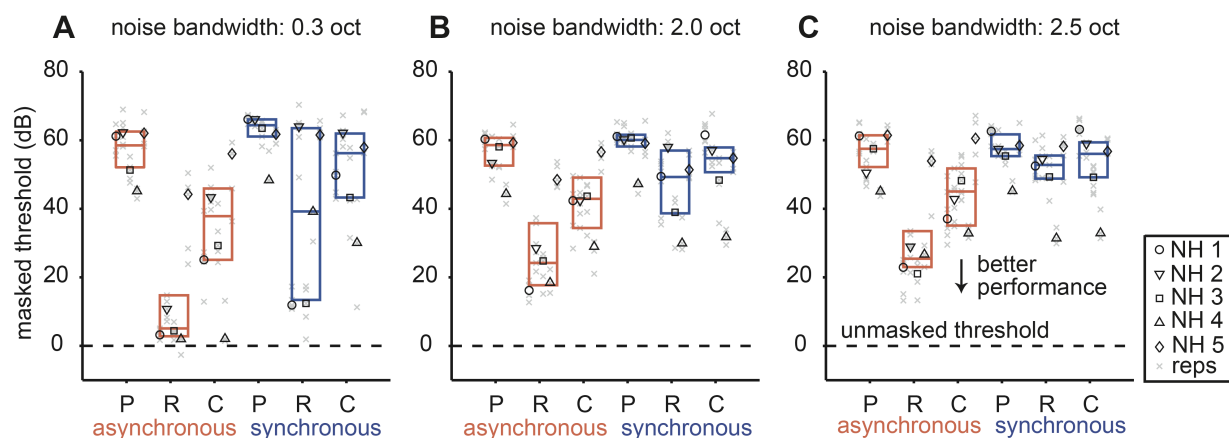 A noise bandwidth: 0.3 oct
B noise bandwidth: 2.0 oct
C noise bandwidth: 2.5 oct
masked threshold (dB)
80
60
40
20
0
P R C P R C
asynchronous synchronous
80
60
40
20
0
P R C P R C
asynchronous synchronous
80
60
40
20
0
better
performance
unmasked threshold
P R C P R C
asynchronous synchronous
NH 1
NH 2
NH 3
NH 4
NH 5
reps